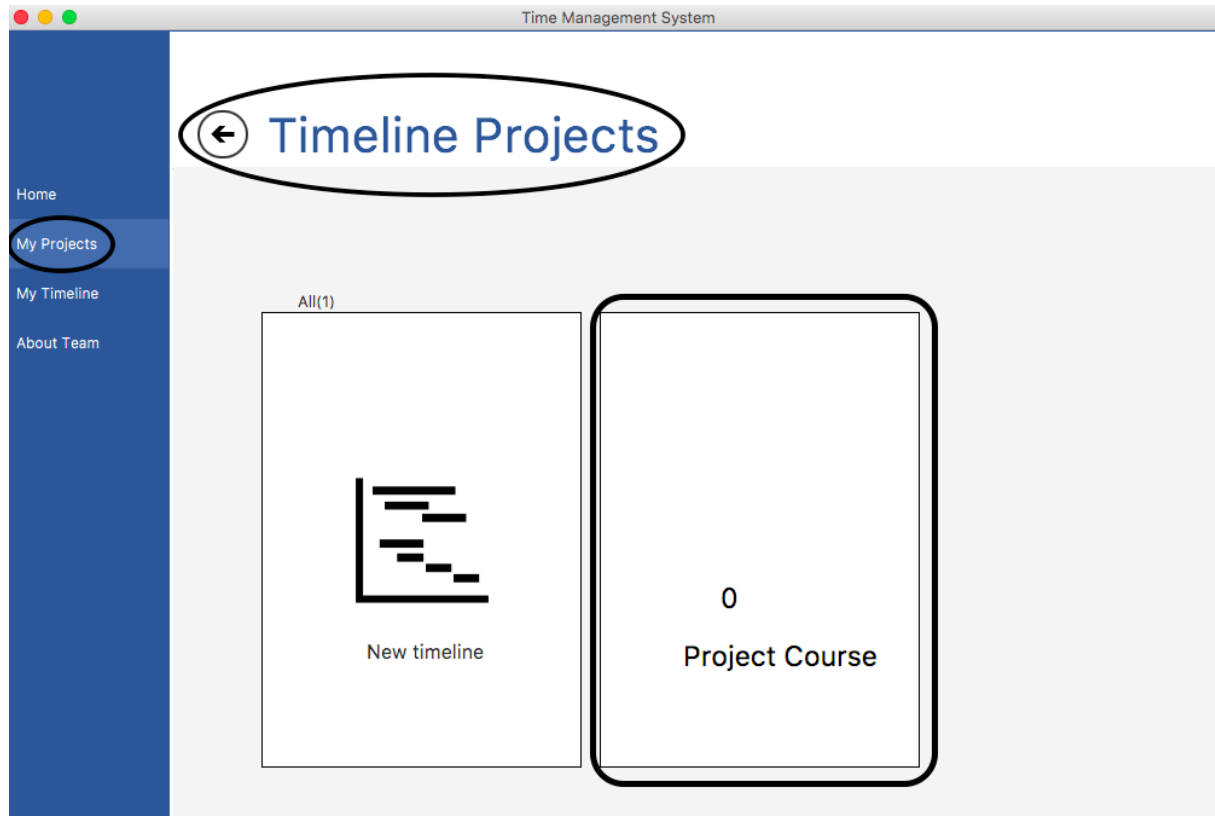 Time Management System
Timeline Projects
Home
My Projects
My Timeline
About Team
All(1)
New timeline
0
Project Course